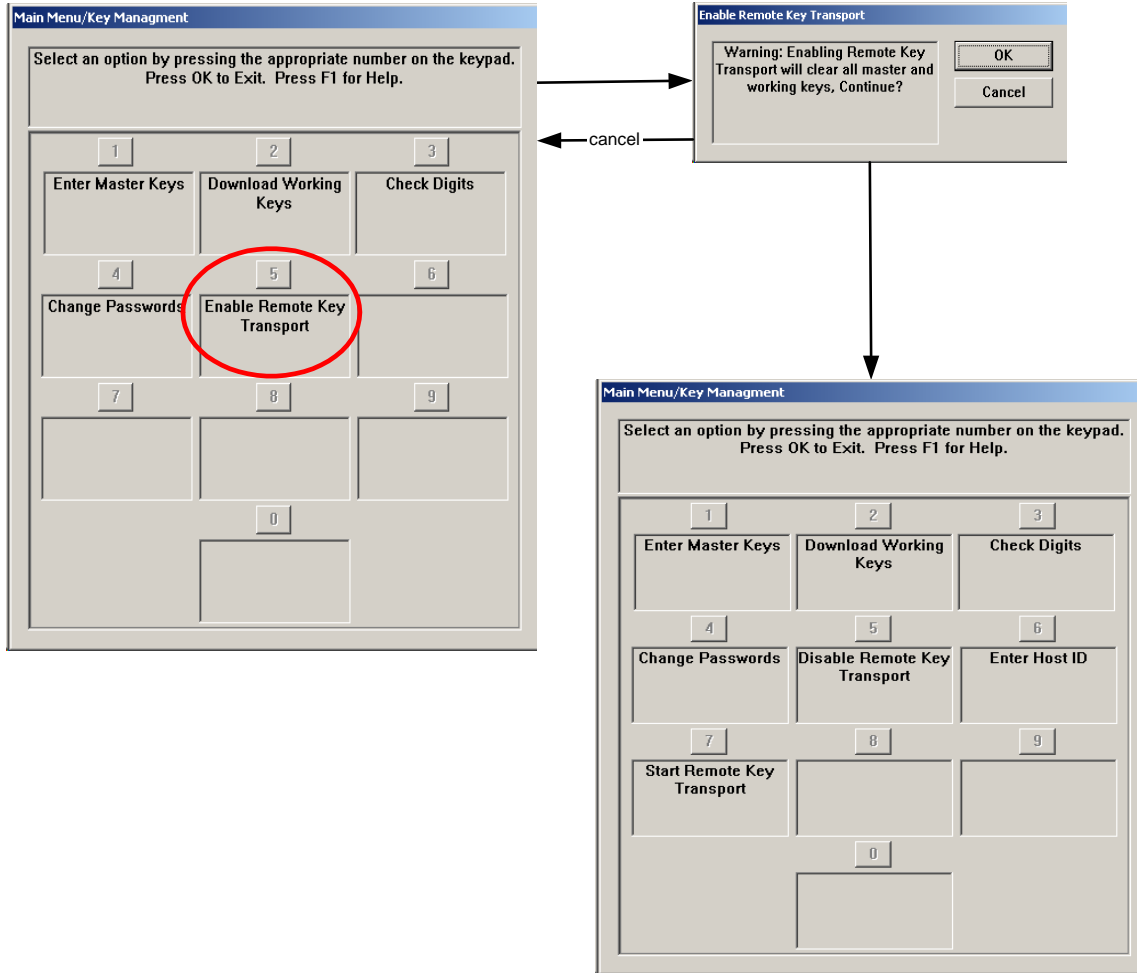 Main Menu/Key Managment
Select an option by pressing the appropriate number on the keypad.
Press OK to Exit. Press F1 for Help.
1
2
3
Enter Master Keys
Download Working
Keys
Check Digits
4
5
6
Change Passwords
Enable Remote Key
Transport
7
8
9
0
Enable Remote Key Transport
Warning: Enabling Remote Key
Transport will clear all master and
working keys, Continue?
OK
Cancel
cancel
Main Menu/Key Managment
Select an option by pressing the appropriate number on the keypad.
Press OK to Exit. Press F1 for Help.
1
2
3
Enter Master Keys
Download Working
Keys
Check Digits
4
5
6
Change Passwords
Disable Remote Key
Transport
Enter Host ID
7
8
9
Start Remote Key
Transport
0